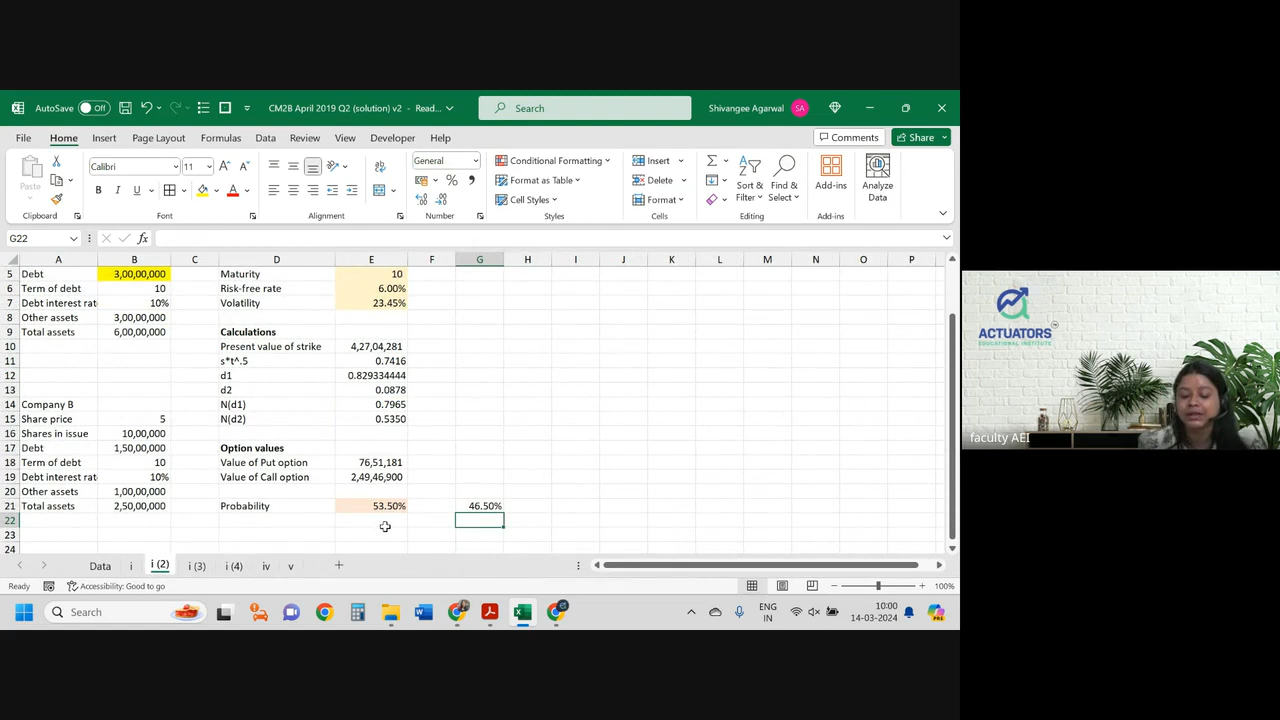 AutoSave Off CM2B April 2019 Q2 (solution) v2 - Read... Search Shivangee Agarwal SA
File Home Insert Page Layout Formulas Data Review View Developer Help Comments Share
Paste Calibri 11 General Conditional Formatting Insert
B I U Format as Table Delete Sort & Filter Find & Select Add-ins Analyze Data
Cell Styles Format
Clipboard Font Alignment Number Styles Cells Editing Add-ins
G22 fx
A B C D E F G H I J K L M N O P
5 Debt 3,00,00,000 Maturity 10
6 Term of debt 10 Risk-free rate 6.00%
7 Debt interest rat 10% Volatility 23.45%
8 Other assets 3,00,00,000
9 Total assets 6,00,00,000 Calculations
10 Present value of strike 4,27,04,281
11 s*t^.5 0.7416
12 d1 0.829334444
13 d2 0.0878
14 Company B N(d1) 0.7965
15 Share price 5 N(d2) 0.5350
16 Shares in issue 10,00,000
17 Debt 1,50,00,000 Option values
18 Term of debt 10 Value of Put option 76,51,181
19 Debt interest rat 10% Value of Call option 2,49,46,900
20 Other assets 1,00,00,000
21 Total assets 2,50,00,000 Probability 53.50% 46.50%
22
23
24
Data i i (2) i (3) i (4) iv v
Ready Accessibility: Good to go 100%
Search ENG IN 10:00 14-03-2024
ACTUATORS
EDUCATIONAL INSTITUTE
faculty AEI